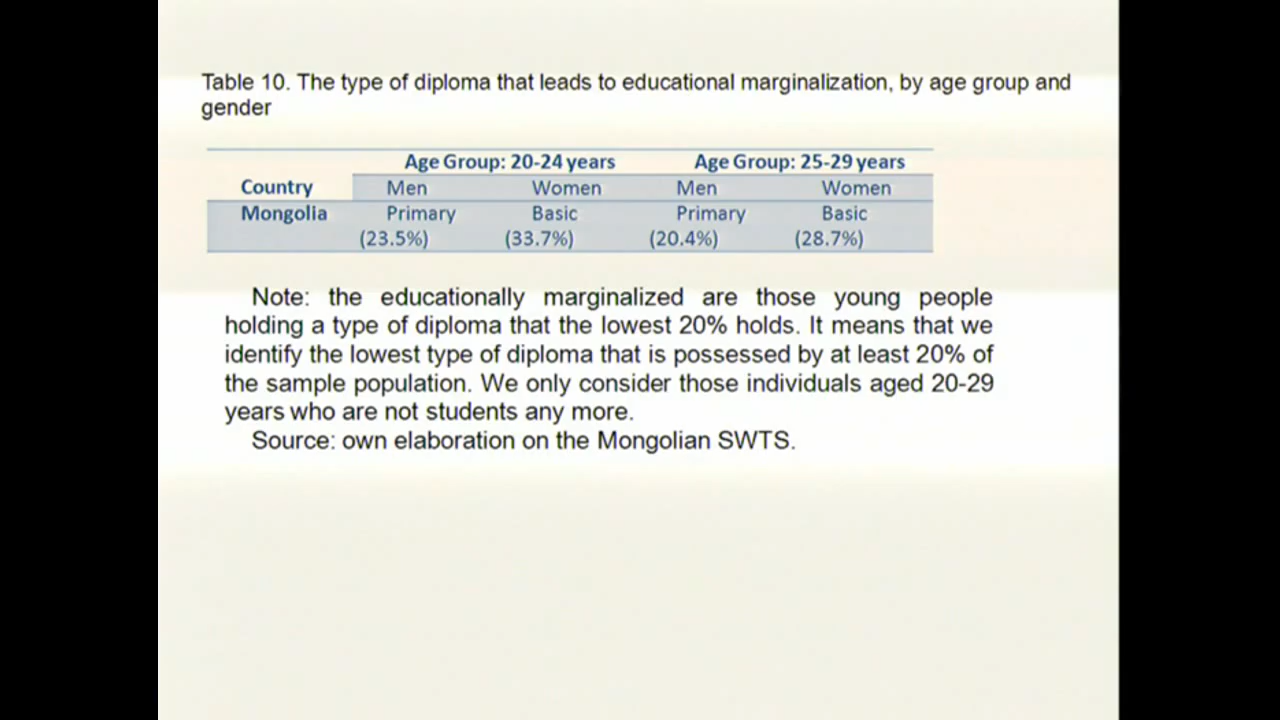 Table 10. The type of diploma that leads to educational marginalization, by age group and
gender
Age Group: 20-24 years Age Group: 25-29 years
Country Men Women Men Women
Mongolia Primary Basic Primary Basic
(23.5%) (33.7%) (20.4%) (28.7%)
Note: the educationally marginalized are those young people
holding a type of diploma that the lowest 20% holds. It means that we
identify the lowest type of diploma that is possessed by at least 20% of
the sample population. We only consider those individuals aged 20-29
years who are not students any more.
Source: own elaboration on the Mongolian SWTS.